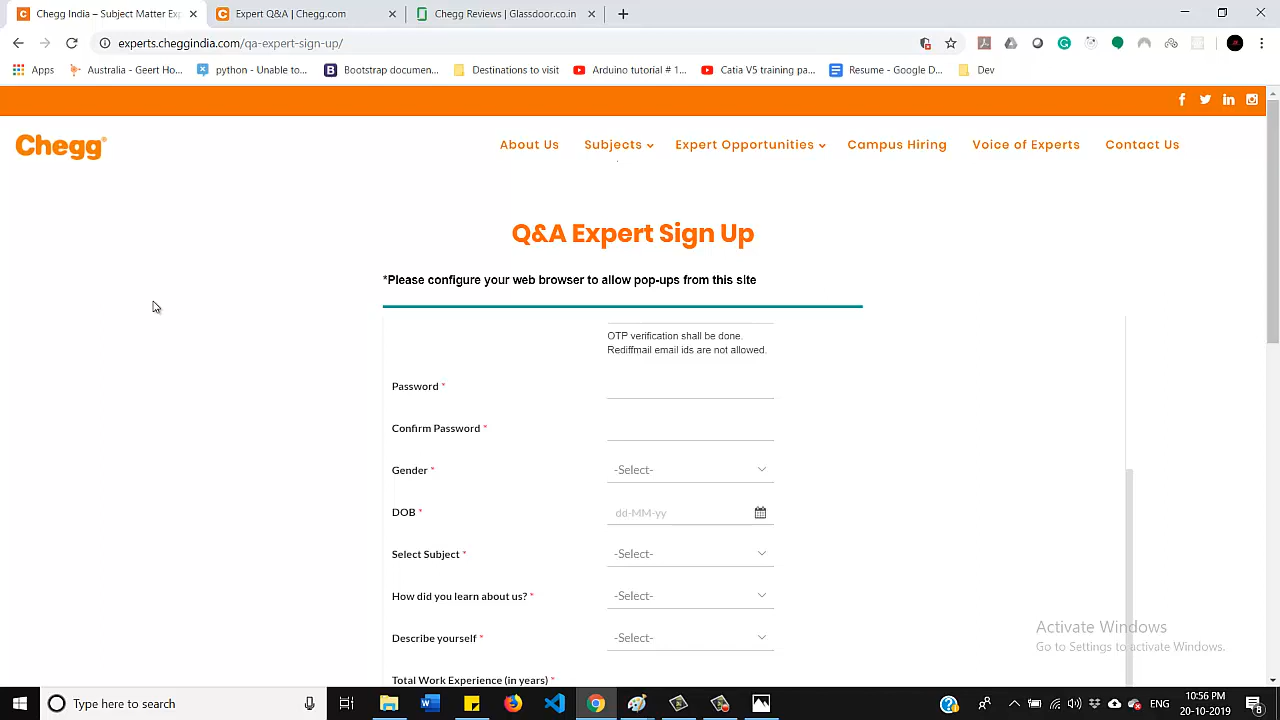 Chegg India – Subject Matter Exp
Expert Q&A | Chegg.com
Chegg Reviews | Glassdoor.co.in
experts.cheggindia.com/qa-expart-sign-up/
Apps
Australia - Geert Ho...
python - Unable to...
Bootstrap documen...
Destinations to visit
Arduino tutorial # 1...
Catia V5 training pa...
Resume - Google D...
Dev
Chegg®
About Us
Subjects
Expert Opportunities
Campus Hiring
Voice of Experts
Contact Us
Q&A Expert Sign Up
*Please configure your web browser to allow pop-ups from this site
OTP verification shall be done.
Rediffmail email ids are not allowed.
Password *
Confirm Password *
Gender *
-Select-
DOB *
dd-MM-yy
Select Subject *
-Select-
How did you learn about us? *
-Select-
Describe yourself *
-Select-
Total Work Experience (in years) *
Activate Windows
Go to Settings to activate Windows.
Type here to search
ENG
10:56 PM
20-10-2019
8